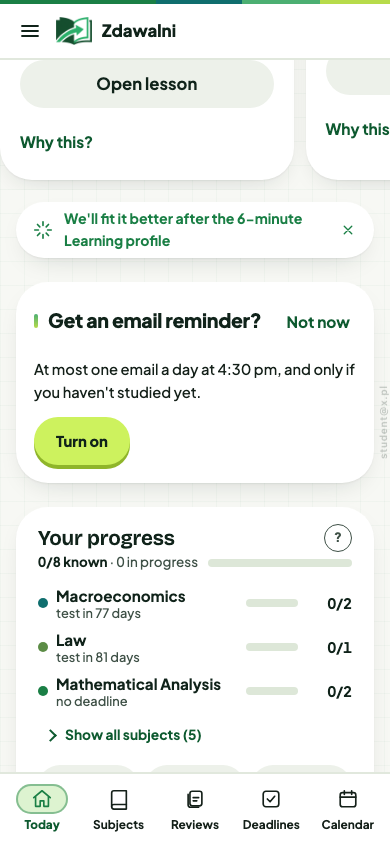 Zdawalni
Open lesson
Why this?
Why this
We'll fit it better after the 6-minute
Learning profile
Get an email reminder?
Not now
At most one email a day at 4:30 pm, and only if
you haven't studied yet.
Turn on
student@x.pl
Your progress
?
0/8 known · 0 in progress
Macroeconomics
0/2
test in 77 days
Law
0/1
test in 81 days
Mathematical Analysis
0/2
no deadline
Show all subjects (5)
Today
Subjects
Reviews
Deadlines
Calendar